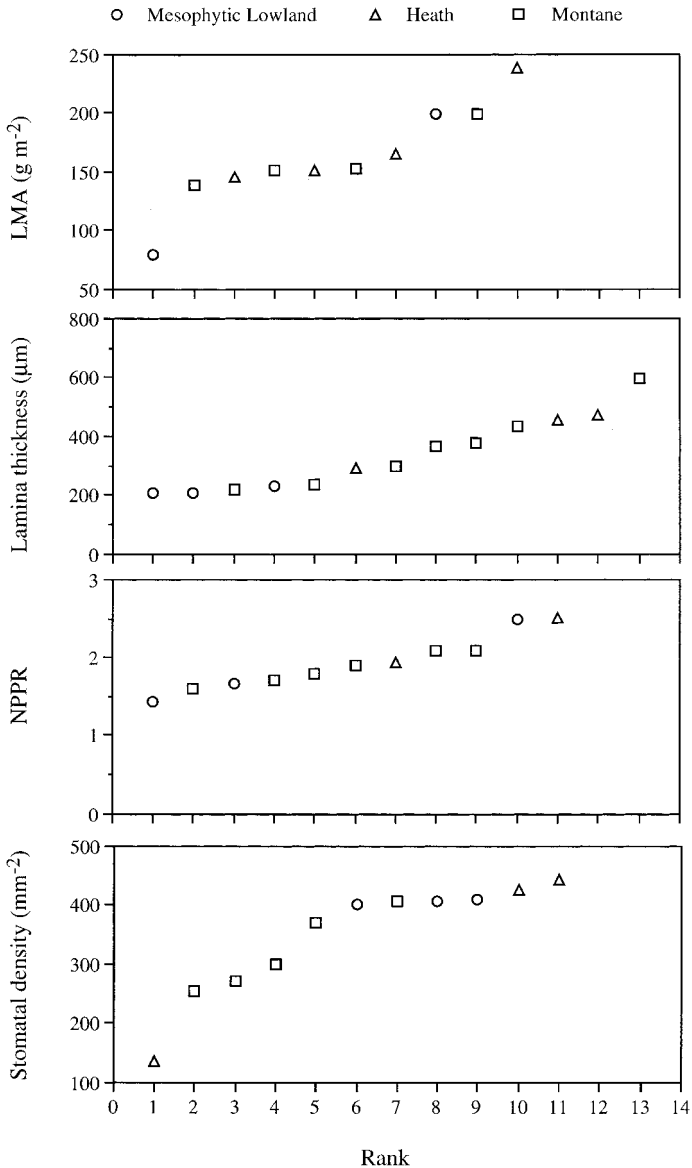 Mesophytic Lowland Heath Montane
250
200
150
100
50
LMA (g m-2)
800
600
400
200
0
Lamina thickness (μm)
3
2
1
0
NPPR
500
400
300
200
100
Stomatal density (mm-2)
0 1 2 3 4 5 6 7 8 9 10 11 12 13 14
Rank